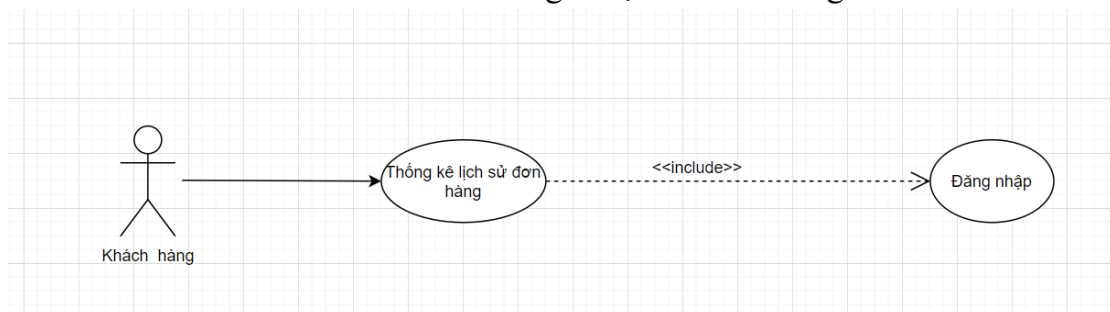 Thống kê lịch sử đơn
hàng
<<include>>
Đăng nhập
Khách hàng